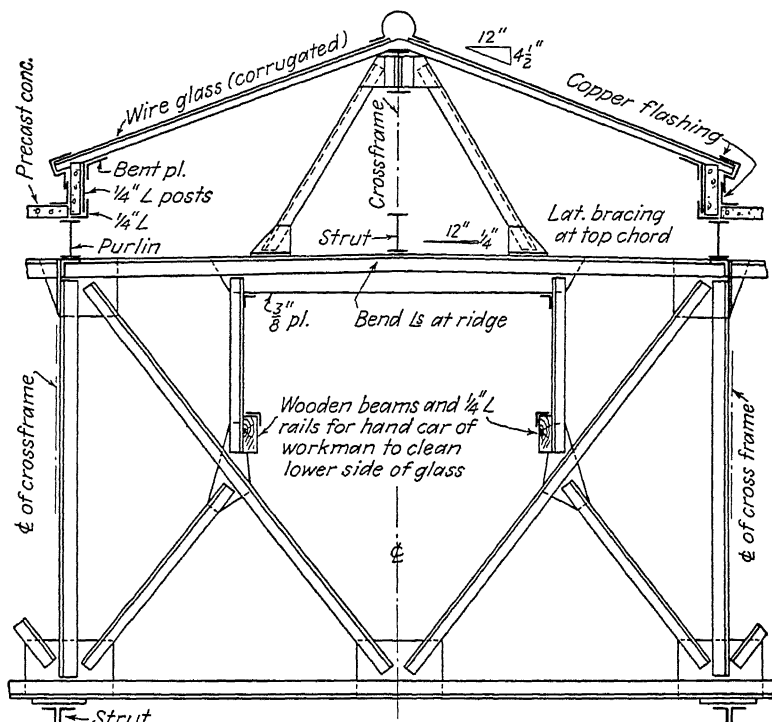 12"
4 1/2"
Wire glass (corrugated)
Copper flashing
Precast conc.
Crossframe
Bent pl.
1/4" L posts
1/4" L
Purlin
Strut
12"
1/4"
Lat. bracing
at top chord
3/8" pl.
Bend Ls at ridge
Wooden beams and 1/4" L
rails for hand car of
workman to clean
lower side of glass
℄ of crossframe
℄ of cross frame
℄
Strut